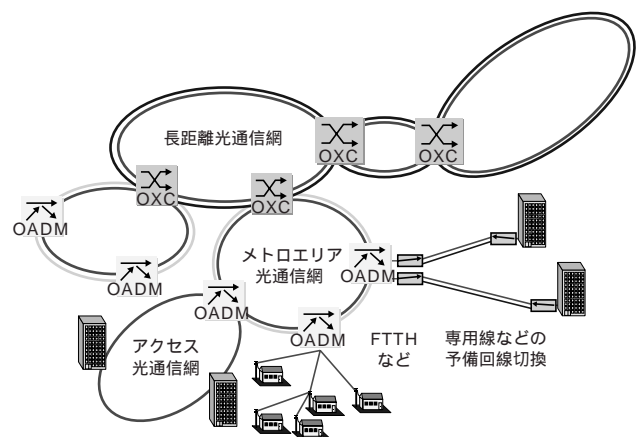 長距離光通信網
OXC
OXC
OXC
OXC
OADM
OADM
メトロエリア
光通信網
OADM
OADM
OADM
アクセス
光通信網
FTTH
など
専用線などの
予備回線切換